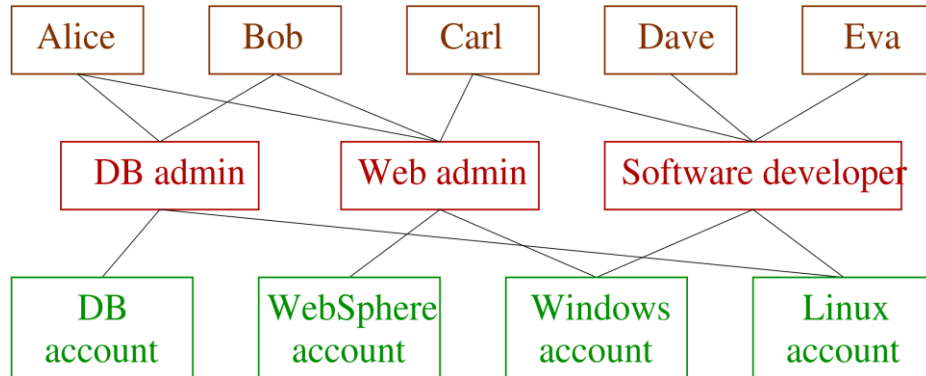 Alice
Bob
Carl
Dave
Eva
DB admin
Web admin
Software developer
DB
account
WebSphere
account
Windows
account
Linux
account